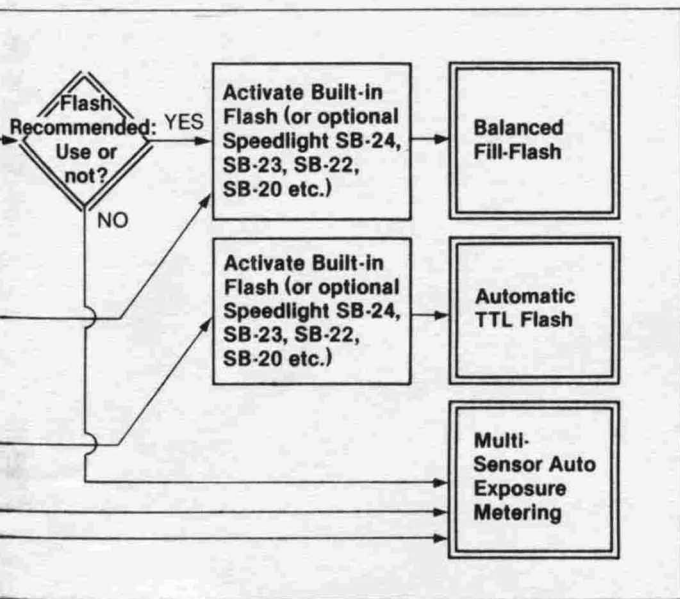 Flash
Recommended:
Use or
not?
YES
NO
Activate Built-in
Flash (or optional
Speedlight SB-24,
SB-23, SB-22,
SB-20 etc.)
Balanced
Fill-Flash
Activate Built-in
Flash (or optional
Speedlight SB-24,
SB-23, SB-22,
SB-20 etc.)
Automatic
TTL Flash
Multi-
Sensor Auto
Exposure
Metering